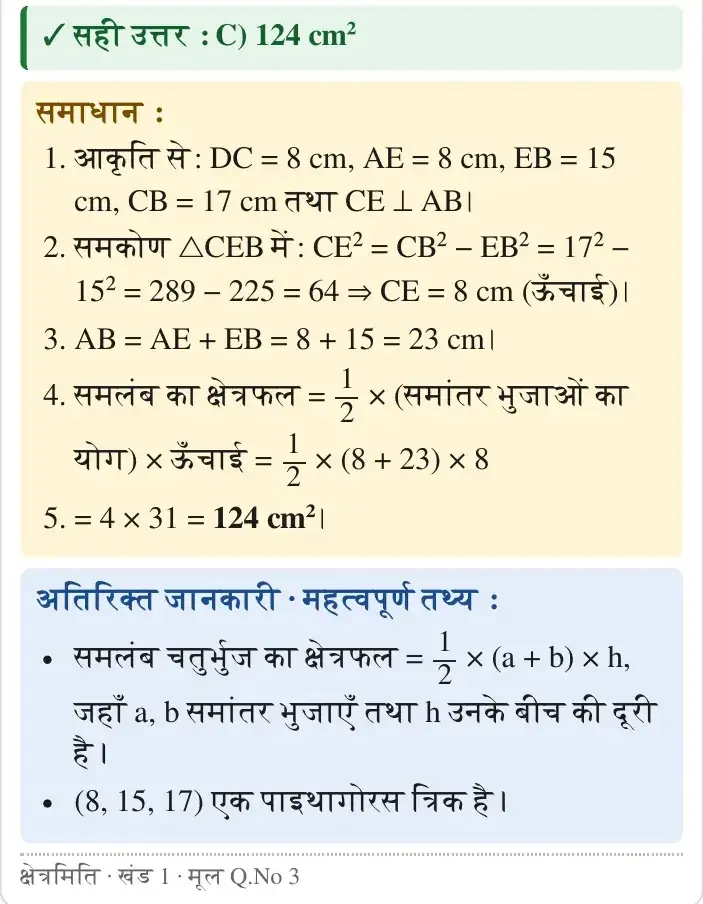 ✓ सही उत्तर : C) 124 cm²
समाधान :
1. आकृति से : DC = 8 cm, AE = 8 cm, EB = 15
cm, CB = 17 cm तथा CE ⊥ AB।
2. समकोण △CEB में : CE² = CB² − EB² = 17² −
15² = 289 − 225 = 64 ⇒ CE = 8 cm (ऊँचाई)।
3. AB = AE + EB = 8 + 15 = 23 cm।
4. समलंब का क्षेत्रफल = 1/2 × (समांतर भुजाओं का
योग) × ऊँचाई = 1/2 × (8 + 23) × 8
5. = 4 × 31 = 124 cm²।
अतिरिक्त जानकारी · महत्वपूर्ण तथ्य :
• समलंब चतुर्भुज का क्षेत्रफल = 1/2 × (a + b) × h,
जहाँ a, b समांतर भुजाएँ तथा h उनके बीच की दूरी
है।
• (8, 15, 17) एक पाइथागोरस त्रिक है।
क्षेत्रमिति · खंड 1 · मूल Q.No 3